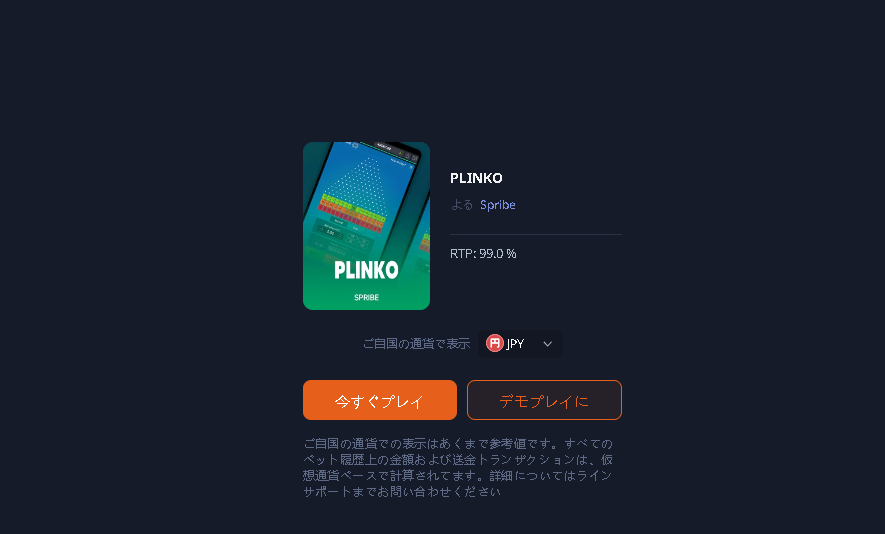 PLINKO
SPRIBE
PLINKO
よる Spribe
RTP: 99.0 %
ご自国の通貨で表示 円 JPY
今すぐプレイ デモプレイに
ご自国の通貨での表示はあくまで参考値です。すべての
ベット履歴上の金額および送金トランザクションは、仮
想通貨ベースで計算されてます。詳細についてはライン
サポートまでお問い合わせください